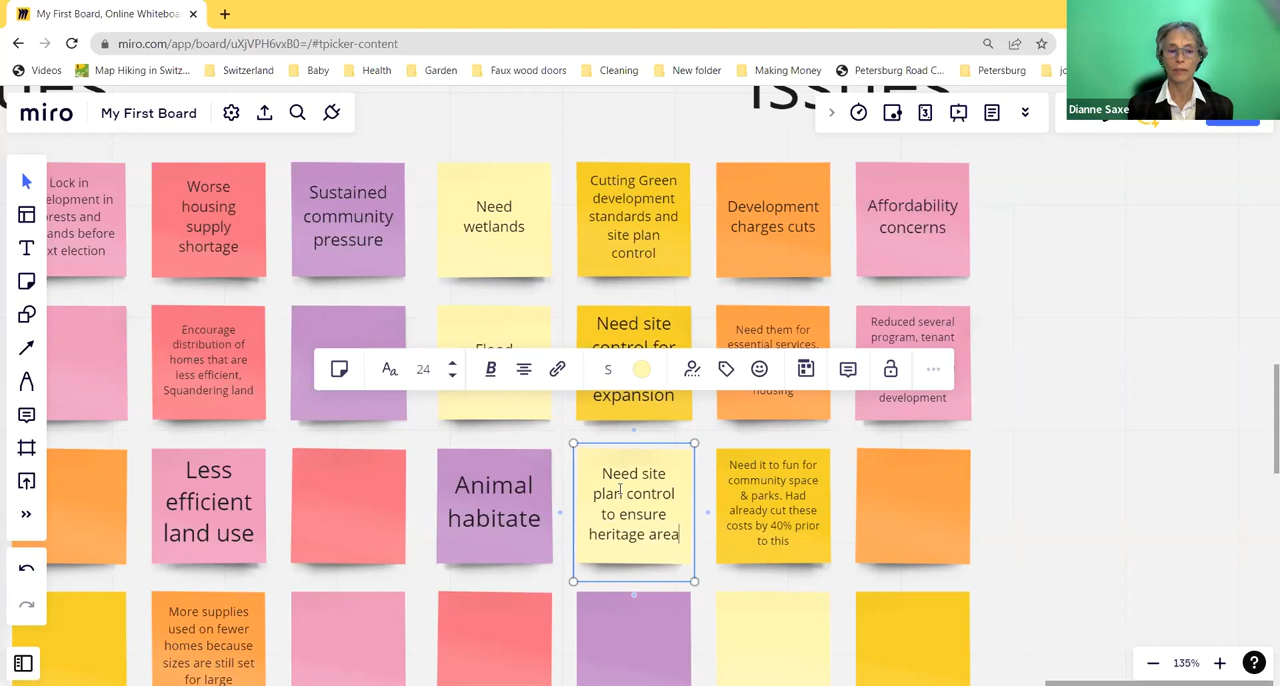 My First Board, Online Whiteboa
miro.com/app/board/uXjVPH6vxB0=/#tpicker-content
Videos
Map Hiking in Switz...
Switzerland
Baby
Health
Garden
Faux wood doors
Cleaning
New folder
Making Money
Petersburg Road C...
Petersburg
Dianne Saxe
miro
My First Board
Issues
Lock in
elopment in
rests and
ands before
xt election
Worse
housing
supply
shortage
Sustained
community
pressure
Need
wetlands
Cutting Green
development
standards and
site plan
control
Development
charges cuts
Affordability
concerns
Encourage
distribution of
homes that are
less efficient,
Squandering land
Need site
control for
expansion
Need them for
essential services,
housing
Reduced several
program, tenant
development
24
S
Less
efficient
land use
Animal
habitate
Need site
plan control
to ensure
heritage area
Need it to fun for
community space
& parks. Had
already cut these
costs by 40% prior
to this
More supplies
used on fewer
homes because
sizes are still set
for large
135%